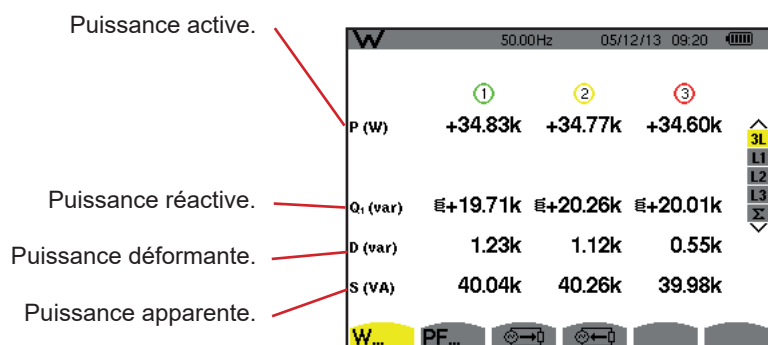 Puissance active.
W 50.00Hz 05/12/13 09:20
1 2 3
P (W) +34.83k +34.77k +34.60k
3L
L1
L2
L3
Σ
Puissance réactive.
Q₁ (var) +19.71k +20.26k +20.01k
Puissance déformante.
D (var) 1.23k 1.12k 0.55k
Puissance apparente.
S (VA) 40.04k 40.26k 39.98k
W... PF...